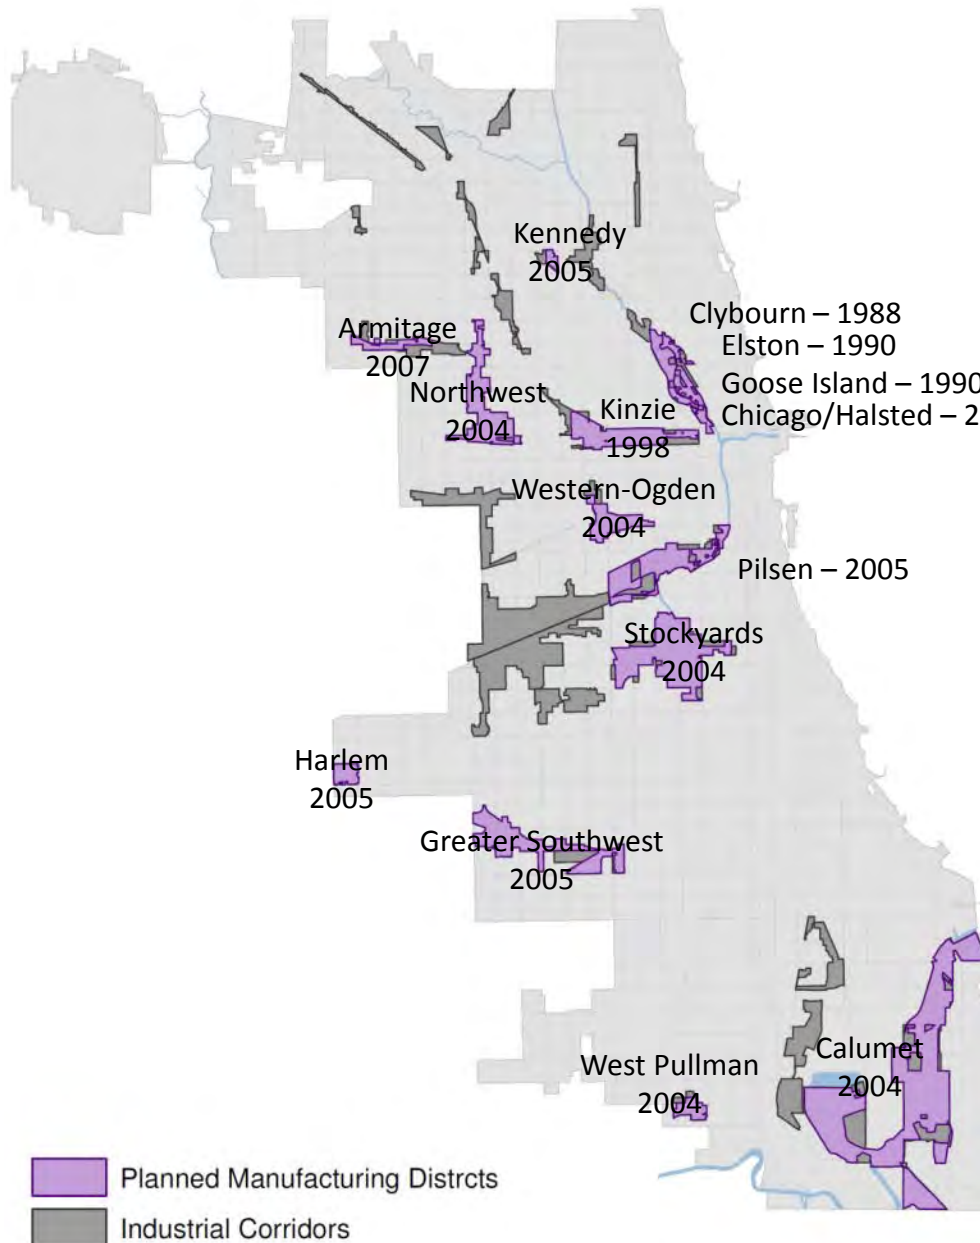 Kennedy
2005
Clybourn – 1988
Elston – 1990
Armitage
2007
Goose Island – 1990
Northwest
2004
Kinzie
1998
Chicago/Halsted – 2
Western-Ogden
2004
Pilsen – 2005
Stockyards
2004
Harlem
2005
Greater Southwest
2005
Calumet
2004
West Pullman
2004
Planned Manufacturing Distrcts
Industrial Corridors